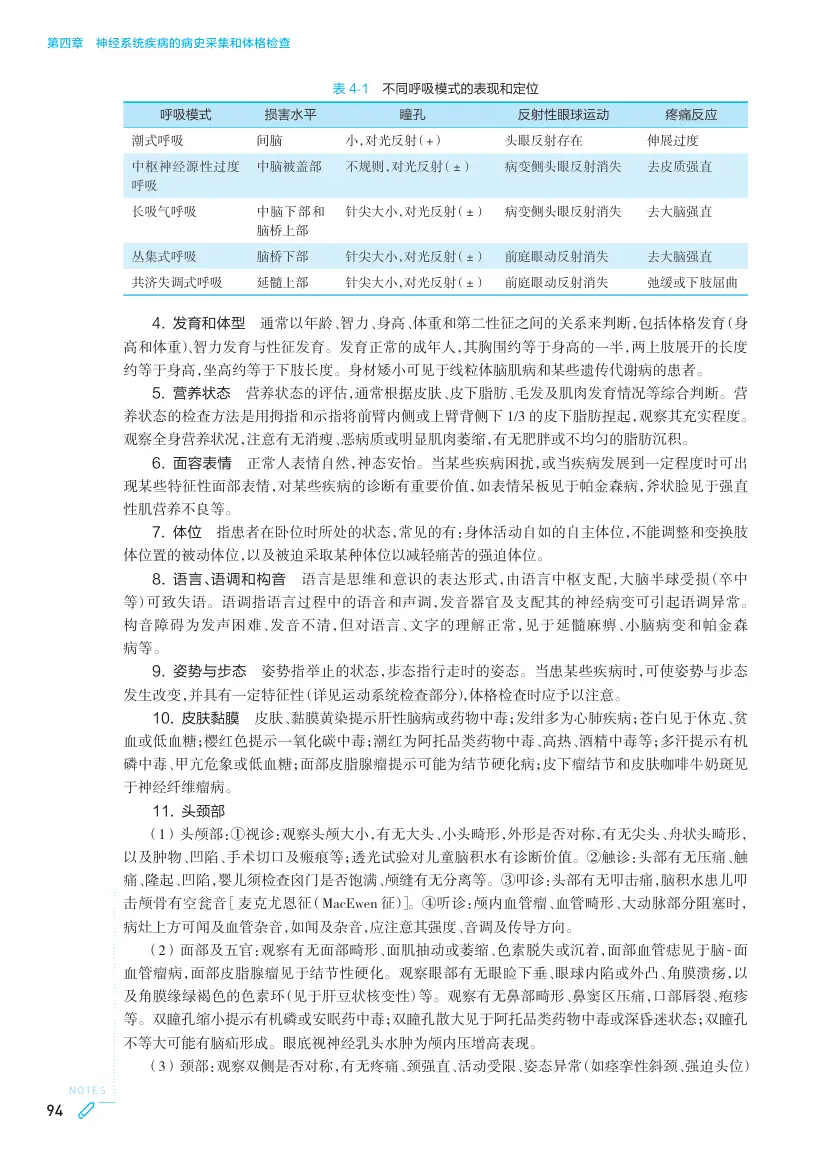 第四章 神经系统疾病的病史采集和体格检查
表 4-1 不同呼吸模式的表现和定位
呼吸模式 损害水平 瞳孔 反射性眼球运动 疼痛反应
潮式呼吸 间脑 小,对光反射(+) 头眼反射存在 伸展过度
中枢神经源性过度呼吸 中脑被盖部 不规则,对光反射(±) 病变侧头眼反射消失 去皮质强直
长吸气呼吸 中脑下部和脑桥上部 针尖大小,对光反射(±) 病变侧头眼反射消失 去大脑强直
丛集式呼吸 脑桥下部 针尖大小,对光反射(±) 前庭眼动反射消失 去大脑强直
共济失调式呼吸 延髓上部 针尖大小,对光反射(±) 前庭眼动反射消失 弛缓或下肢屈曲
4. 发育和体型 通常以年龄、智力、身高、体重和第二性征之间的关系来判断,包括体格发育(身
高和体重)、智力发育与性征发育。发育正常的成年人,其胸围约等于身高的一半,两上肢展开的长度
约等于身高,坐高约等于下肢长度。身材矮小可见于线粒体脑肌病和某些遗传代谢病的患者。
5. 营养状态 营养状态的评估,通常根据皮肤、皮下脂肪、毛发及肌肉发育情况等综合判断。营
养状态的检查方法是用拇指和示指将前臂内侧或上臂背侧下 1/3 的皮下脂肪捏起,观察其充实程度。
观察全身营养状况,注意有无消瘦、恶病质或明显肌肉萎缩,有无肥胖或不均匀的脂肪沉积。
6. 面容表情 正常人表情自然,神态安怡。当某些疾病困扰,或当疾病发展到一定程度时可出
现某些特征性面部表情,对某些疾病的诊断有重要价值,如表情呆板见于帕金森病,斧状脸见于强直
性肌营养不良等。
7. 体位 指患者在卧位时所处的状态,常见的有:身体活动自如的自主体位,不能调整和变换肢
体位置的被动体位,以及被迫采取某种体位以减轻痛苦的强迫体位。
8. 语言、语调和构音 语言是思维和意识的表达形式,由语言中枢支配,大脑半球受损(卒中
等)可致失语。语调指语言过程中的语音和声调,发音器官及支配其的神经病变可引起语调异常。
构音障碍为发声困难、发音不清,但对语言、文字的理解正常,见于延髓麻痹、小脑病变和帕金森
病等。
9. 姿势与步态 姿势指举止的状态,步态指行走时的姿态。当患某些疾病时,可使姿势与步态
发生改变,并具有一定特征性(详见运动系统检查部分),体格检查时应予以注意。
10. 皮肤黏膜 皮肤、黏膜黄染提示肝性脑病或药物中毒;发绀多为心肺疾病;苍白见于休克、贫
血或低血糖;樱红色提示一氧化碳中毒;潮红为阿托品类药物中毒、高热、酒精中毒等;多汗提示有机
磷中毒、甲亢危象或低血糖;面部皮脂腺瘤提示可能为结节硬化病;皮下瘤结节和皮肤咖啡牛奶斑见
于神经纤维瘤病。
11. 头颈部
(1)头颅部:①视诊:观察头颅大小,有无大头、小头畸形,外形是否对称,有无尖头、舟状头畸形,
以及肿物、凹陷、手术切口及瘢痕等;透光试验对儿童脑积水有诊断价值。②触诊:头部有无压痛、触
痛、隆起、凹陷,婴儿须检查囟门是否饱满、颅缝有无分离等。③叩诊:头部有无叩击痛,脑积水患儿叩
击颅骨有空瓮音[麦克尤恩征(MacEwen 征)]。④听诊:颅内血管瘤、血管畸形、大动脉部分阻塞时,
病灶上方可闻及血管杂音,如闻及杂音,应注意其强度、音调及传导方向。
(2)面部及五官:观察有无面部畸形、面肌抽动或萎缩、色素脱失或沉着,面部血管痣见于脑-面
血管瘤病,面部皮脂腺瘤见于结节性硬化。观察眼部有无眼睑下垂、眼球内陷或外凸、角膜溃疡,以
及角膜缘绿褐色的色素环(见于肝豆状核变性)等。观察有无鼻部畸形、鼻窦区压痛,口部唇裂、疱疹
等。双瞳孔缩小提示有机磷或安眠药中毒;双瞳孔散大见于阿托品类药物中毒或深昏迷状态;双瞳孔
不等大可能有脑疝形成。眼底视神经乳头水肿为颅内压增高表现。
(3)颈部:观察双侧是否对称,有无疼痛、颈强直、活动受限、姿态异常(如痉挛性斜颈、强迫头位)
NOTES
94